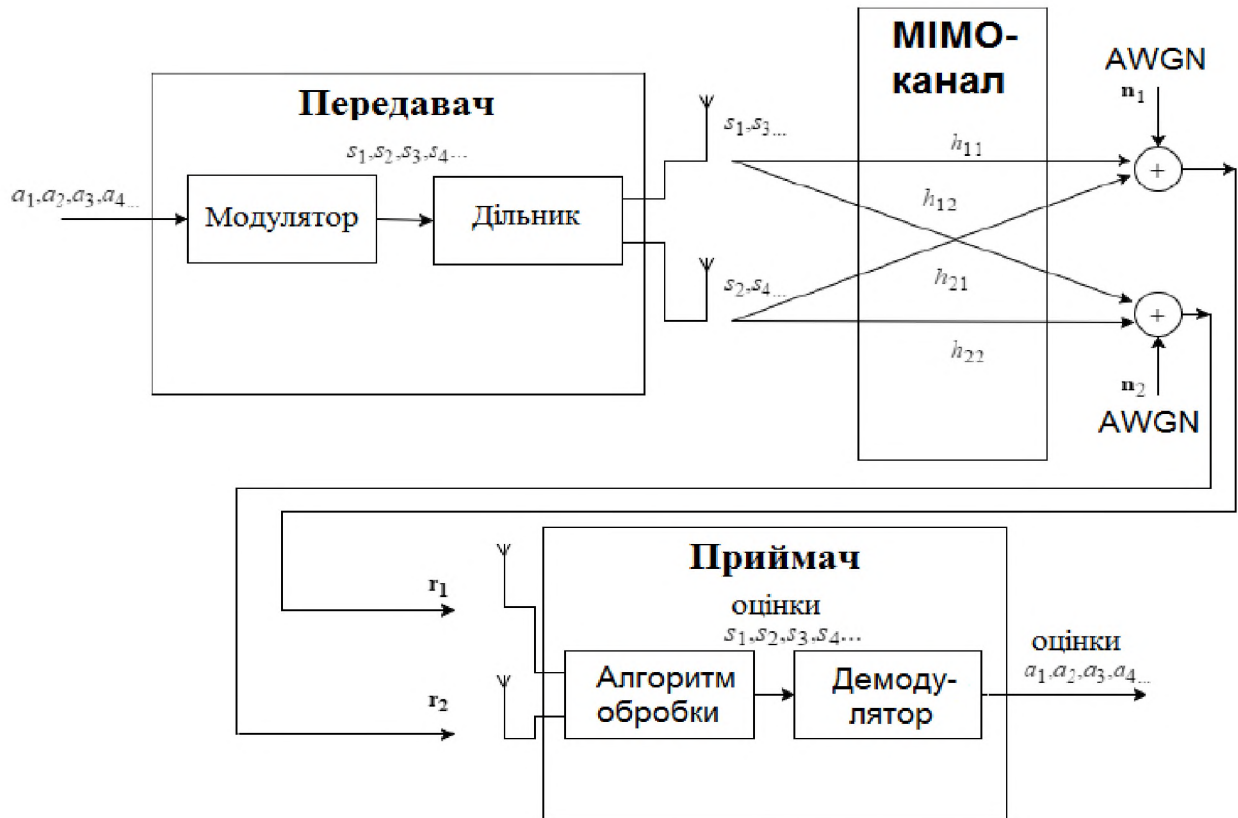 MIMO-
канал
AWGN
n₁
Передавач
s₁,s₂,s₃,s₄...
a₁,a₂,a₃,a₄...
Модулятор
Дільник
s₁,s₃...
s₂,s₄...
h₁₁
h₁₂
h₂₁
h₂₂
+
+
n₂
AWGN
Приймач
r₁
r₂
оцінки
s₁,s₂,s₃,s₄...
Алгоритм
обробки
Демоду-
лятор
оцінки
a₁,a₂,a₃,a₄...